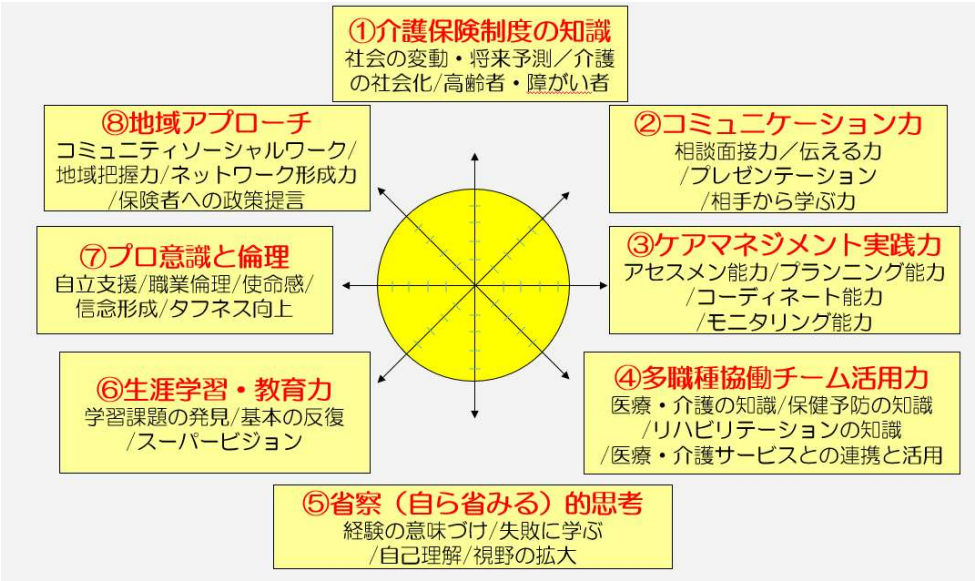 ①介護保険制度の知識
社会の変動・将来予測／介護
の社会化/高齢者・障がい者
②コミュニケーション力
相談面接力／伝える力
/プレゼンテーション
/相手から学ぶ力
③ケアマネジメント実践力
アセスメン能力/プランニング能力
/コーディネート能力
/モニタリング能力
④多職種協働チーム活用力
医療・介護の知識/保健予防の知識
/リハビリテーションの知識
/医療・介護サービスとの連携と活用
⑤省察（自ら省みる）的思考
経験の意味づけ/失敗に学ぶ
/自己理解/視野の拡大
⑥生涯学習・教育力
学習課題の発見/基本の反復
/スーパービジョン
⑦プロ意識と倫理
自立支援/職業倫理/使命感/
信念形成/タフネス向上
⑧地域アプローチ
コミュニティソーシャルワーク/
地域把握力/ネットワーク形成力
/保険者への政策提言